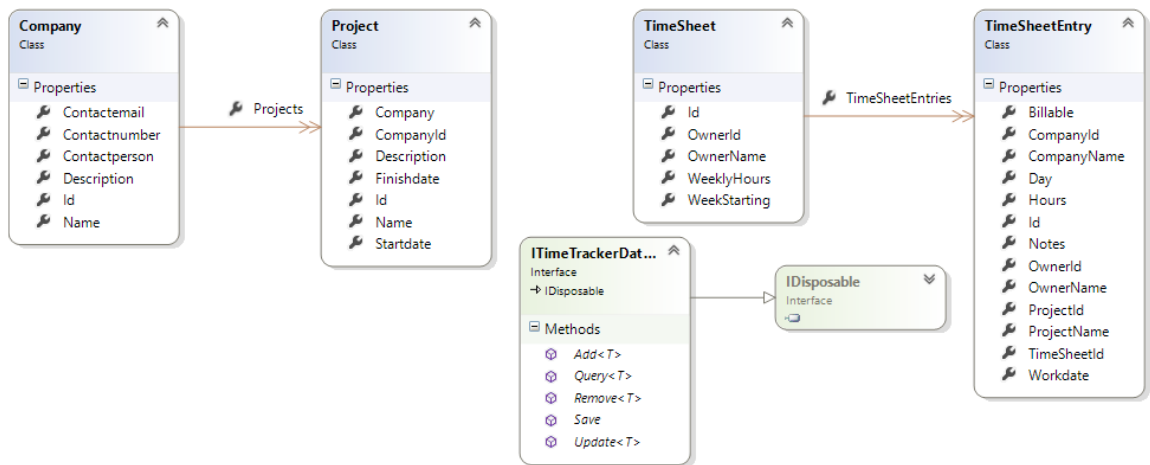 Company
Class
Properties
Contactemail
Contactnumber
Contactperson
Description
Id
Name
Projects
Project
Class
Properties
Company
CompanyId
Description
Finishdate
Id
Name
Startdate
TimeSheet
Class
Properties
Id
OwnerId
OwnerName
WeeklyHours
WeekStarting
TimeSheetEntries
TimeSheetEntry
Class
Properties
Billable
CompanyId
CompanyName
Day
Hours
Id
Notes
OwnerId
OwnerName
ProjectId
ProjectName
TimeSheetId
Workdate
ITimeTrackerDat...
Interface
IDisposable
Methods
Add<T>
Query<T>
Remove<T>
Save
Update<T>
IDisposable
Interface